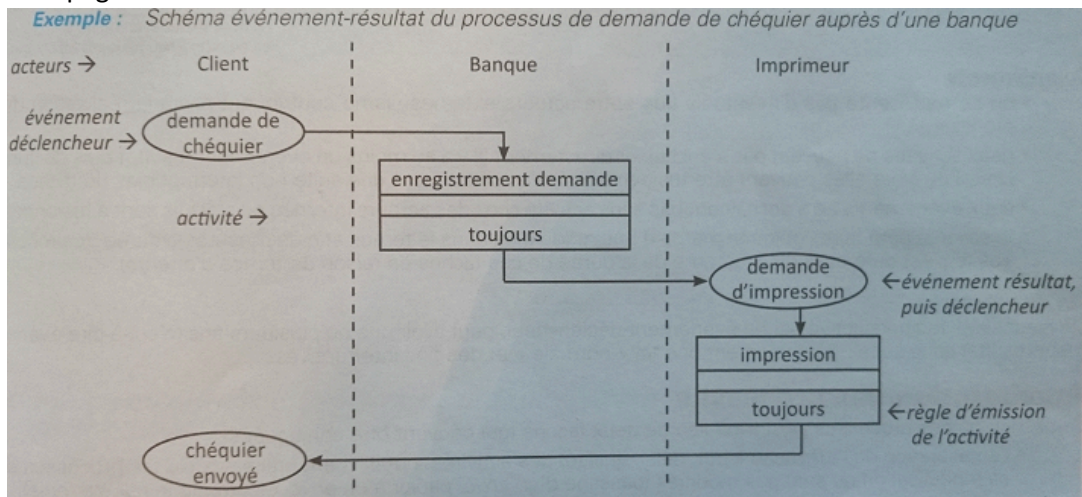 Exemple : Schéma événement-résultat du processus de demande de chéquier auprès d'une banque
acteurs → Client Banque Imprimeur
événement
déclencheur →
demande de
chéquier
enregistrement demande
activité →
toujours
demande
d'impression
← événement résultat,
puis déclencheur
impression
toujours
← règle d'émission
de l'activité
chéquier
envoyé